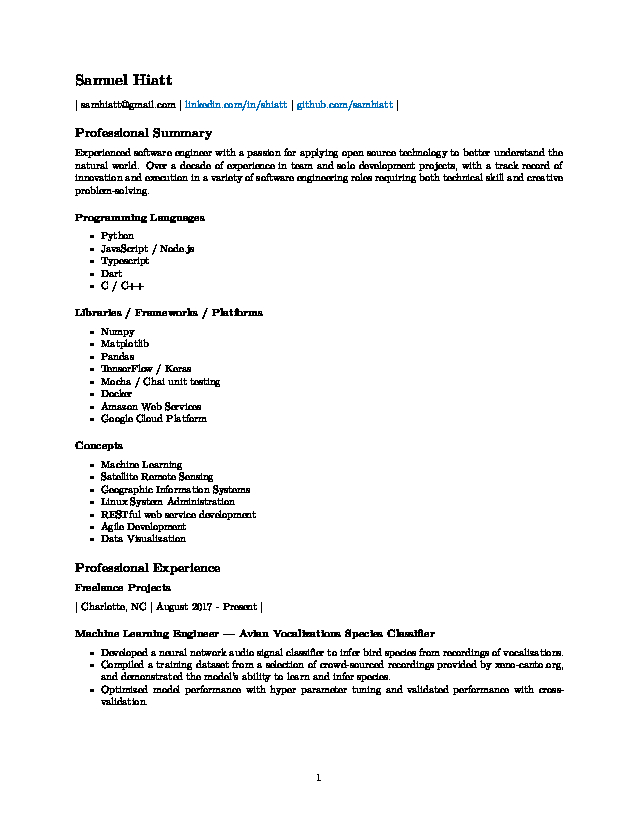 Samuel Hiatt
| samhiatt@gmail.com | linkedin.com/in/shiatt | github.com/samhiatt |
Professional Summary
Experienced software engineer with a passion for applying open source technology to better understand the
natural world. Over a decade of experience in team and solo development projects, with a track record of
innovation and execution in a variety of software engineering roles requiring both technical skill and creative
problem-solving.
Programming Languages
• Python
• JavaScript / Node.js
• Typescript
• Dart
• C / C++
Libraries / Frameworks / Platforms
• Numpy
• Matplotlib
• Pandas
• TensorFlow / Keras
• Mocha / Chai unit testing
• Docker
• Amazon Web Services
• Google Cloud Platform
Concepts
• Machine Learning
• Satellite Remote Sensing
• Geographic Information Systems
• Linux System Administration
• RESTful web service development
• Agile Development
• Data Visualization
Professional Experience
Freelance Projects
| Charlotte, NC | August 2017 - Present |
Machine Learning Engineer — Avian Vocalizations Species Classifier
• Developed a neural network audio signal classifier to infer bird species from recordings of vocalizations.
• Compiled a training dataset from a selection of crowd-sourced recordings provided by xeno-canto.org,
and demonstrated the model's ability to learn and infer species.
• Optimized model performance with hyper parameter tuning and validated performance with cross-
validation.
1